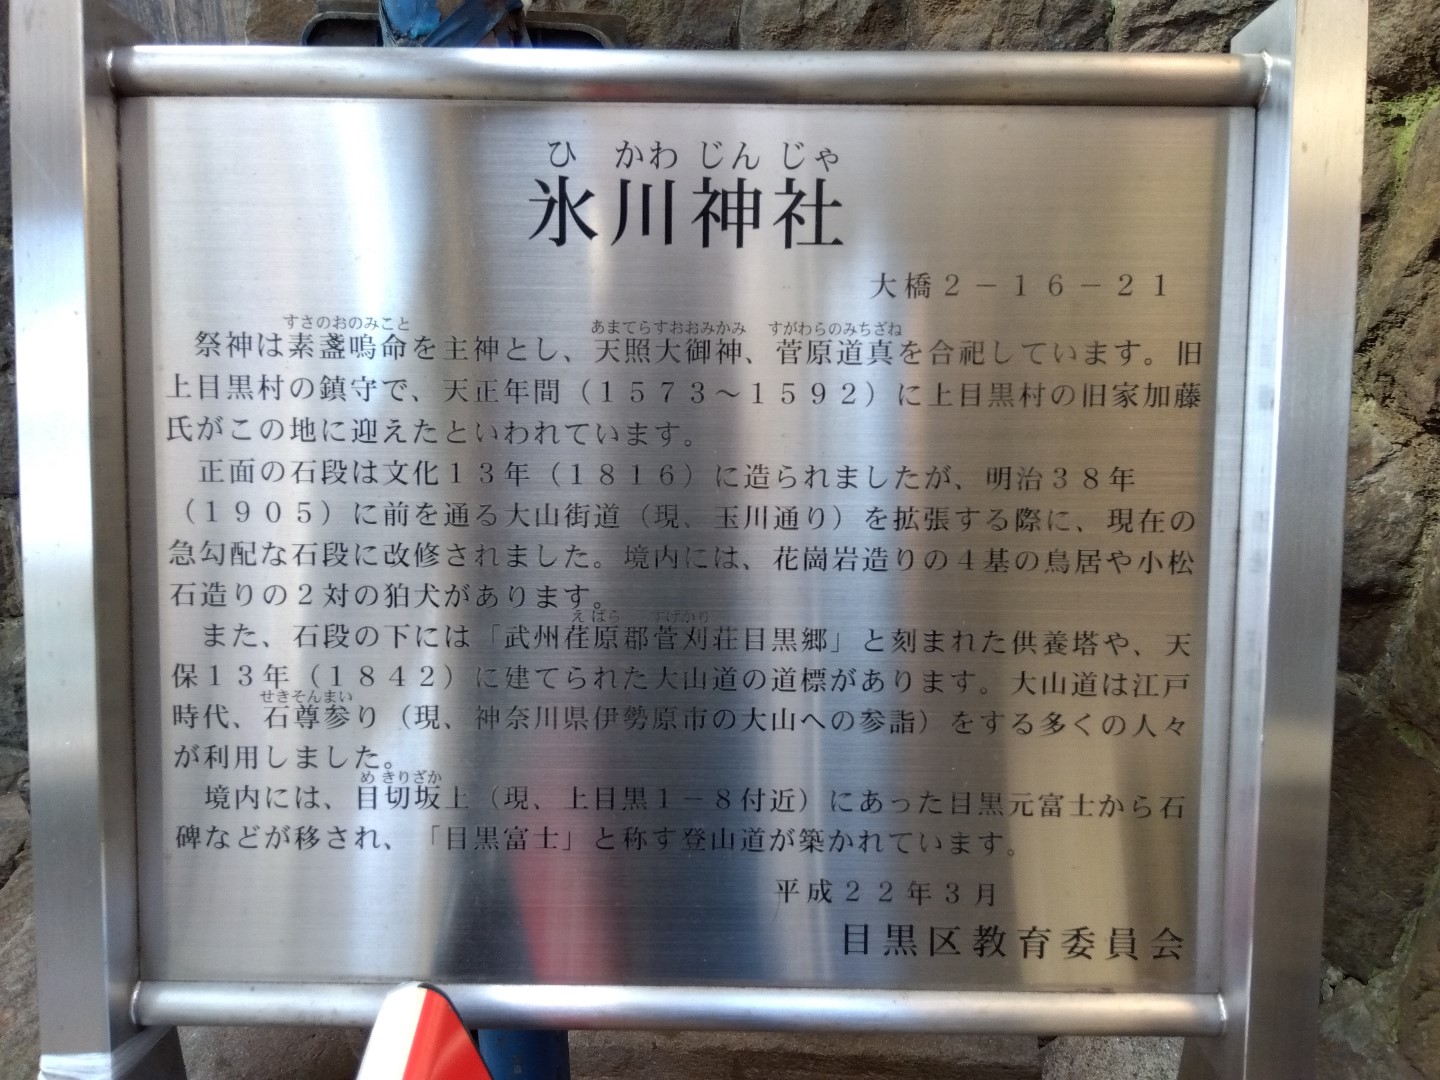 ひかわじんじゃ
氷川神社
大橋２－１６－２１
すさのおのみこと あまてらすおおみかみ すがわらのみちざね
祭神は素盞嗚命を主神とし、天照大御神、菅原道真を合祀しています。旧
上目黒村の鎮守で、天正年間（１５７３～１５９２）に上目黒村の旧家加藤
氏がこの地に迎えたといわれています。
正面の石段は文化１３年（１８１６）に造られましたが、明治３８年
（１９０５）に前を通る大山街道（現、玉川通り）を拡張する際に、現在の
急勾配な石段に改修されました。境内には、花崗岩造りの４基の鳥居や小松
石造りの２対の狛犬があります。
えばら すげかり
また、石段の下には「武州荏原郡菅刈荘目黒郷」と刻まれた供養塔や、天
保１３年（１８４２）に建てられた大山道の道標があります。大山道は江戸
せきそんまい
時代、石尊参り（現、神奈川県伊勢原市の大山への参詣）をする多くの人々
が利用しました。
めきりざか
境内には、目切坂上（現、上目黒１－８付近）にあった目黒元富士から石
碑などが移され、「目黒富士」と称す登山道が築かれています。
平成２２年３月
目黒区教育委員会